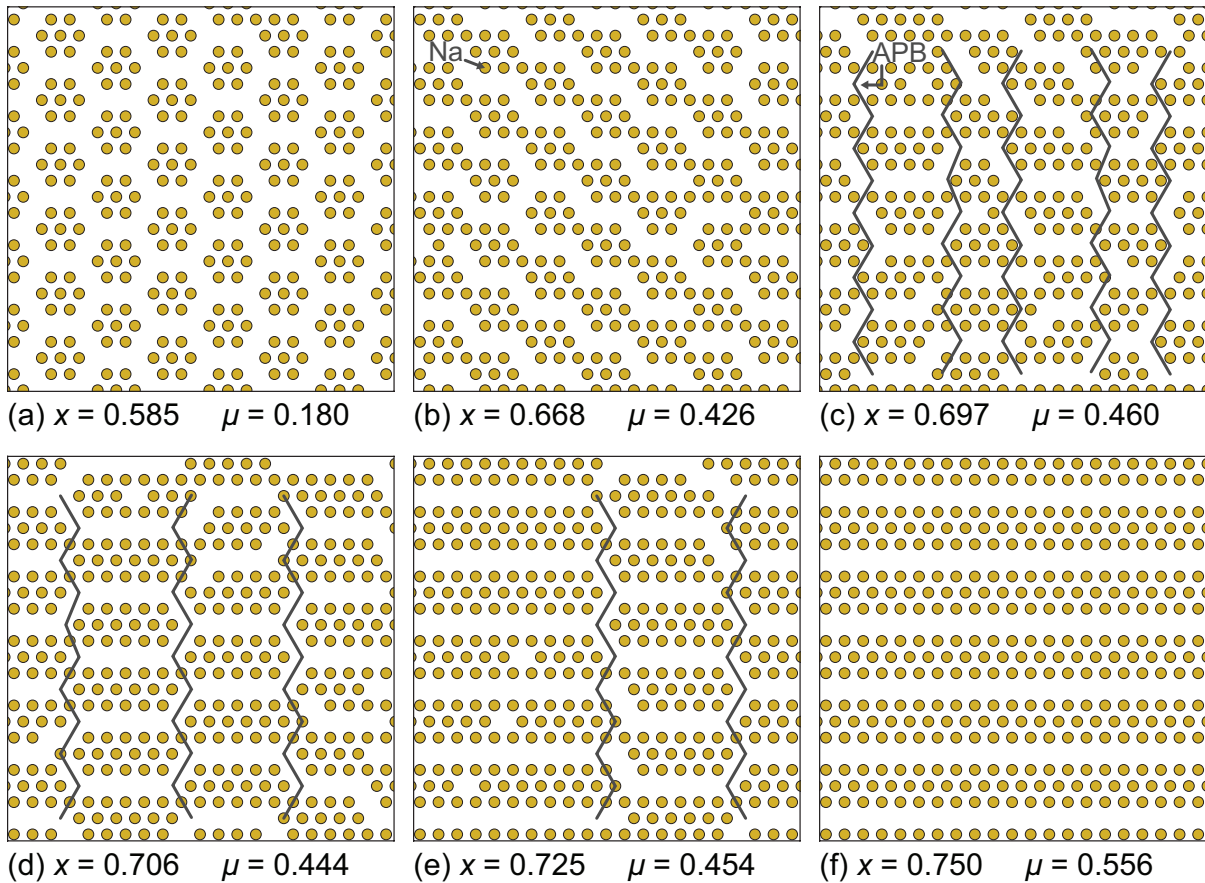 Na
APB
(a) x = 0.585 μ = 0.180
(b) x = 0.668 μ = 0.426
(c) x = 0.697 μ = 0.460
(d) x = 0.706 μ = 0.444
(e) x = 0.725 μ = 0.454
(f) x = 0.750 μ = 0.556